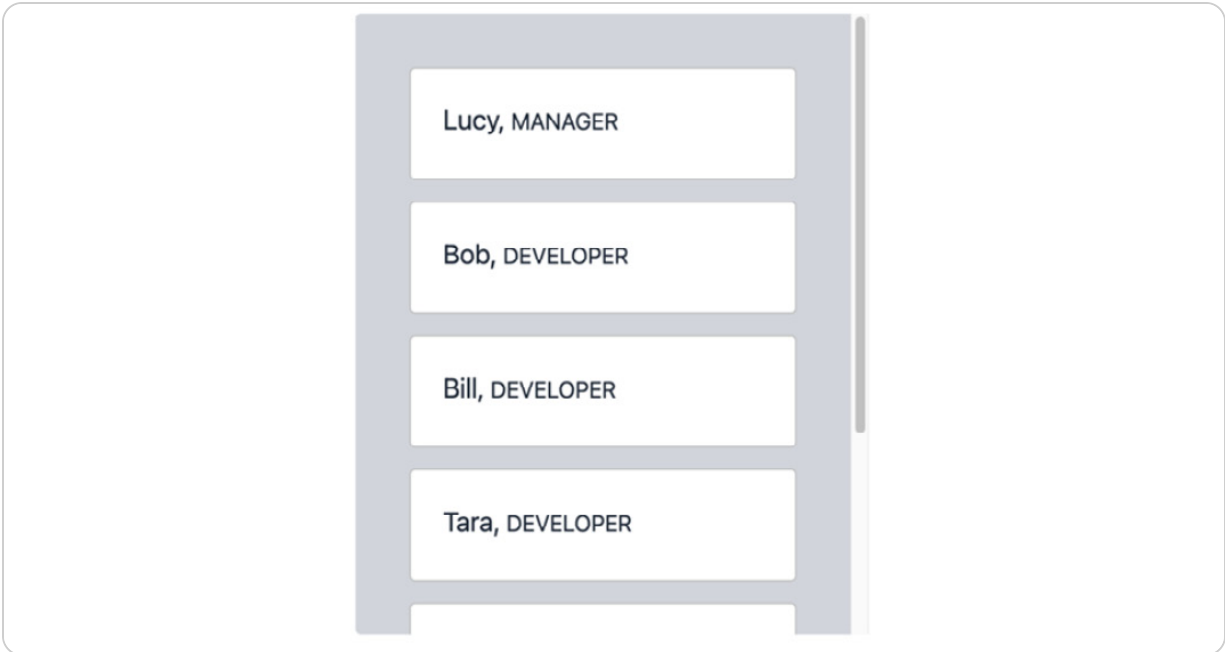 Lucy, MANAGER
Bob, DEVELOPER
Bill, DEVELOPER
Tara, DEVELOPER